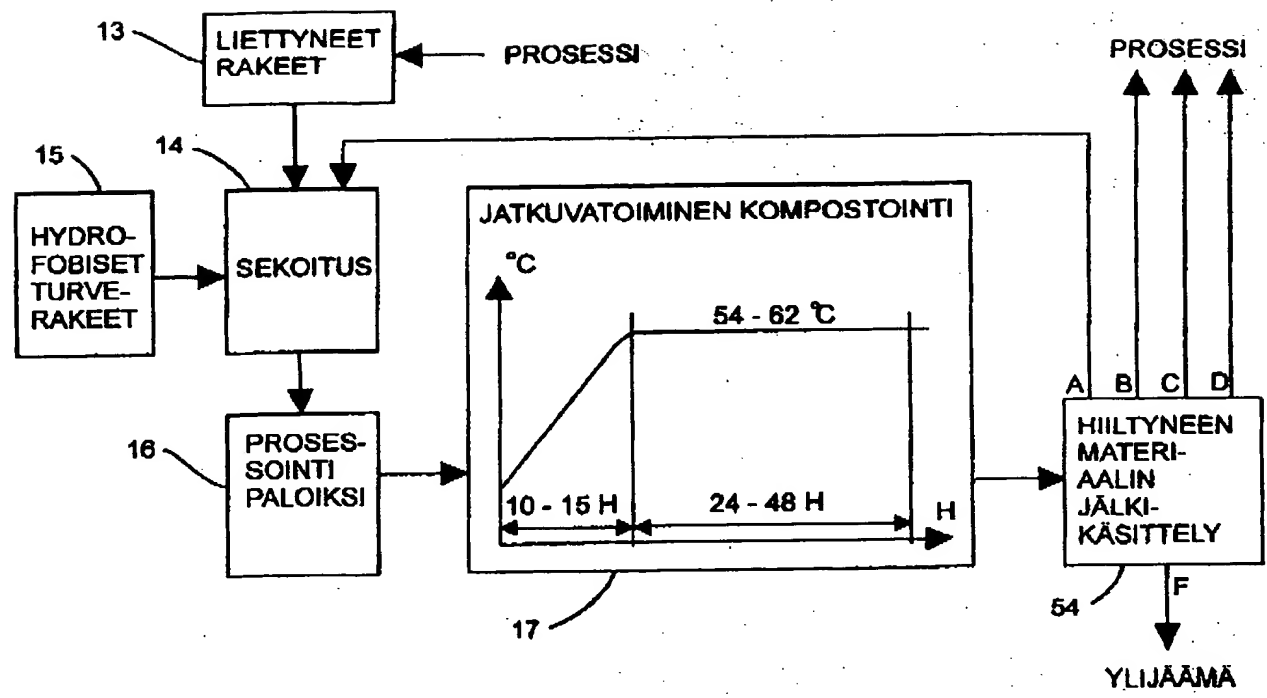 13
LIETTYNEET
RAKEET
PROSESSI
PROSESSI
15
14
HYDRO-
FOBISET
TURVE-
RAKEET
SEKOITUS
JATKUVATOIMINEN KOMPOSTOINTI
°C
54 - 62 °C
10 - 15 H
24 - 48 H
H
16
PROSES-
SOINTI
PALOIKSI
17
A B C D
HIILTYNEEN
MATERI-
AALIN
JÄLKI-
KÄSITTELY
54
F
YLIJÄÄMÄ